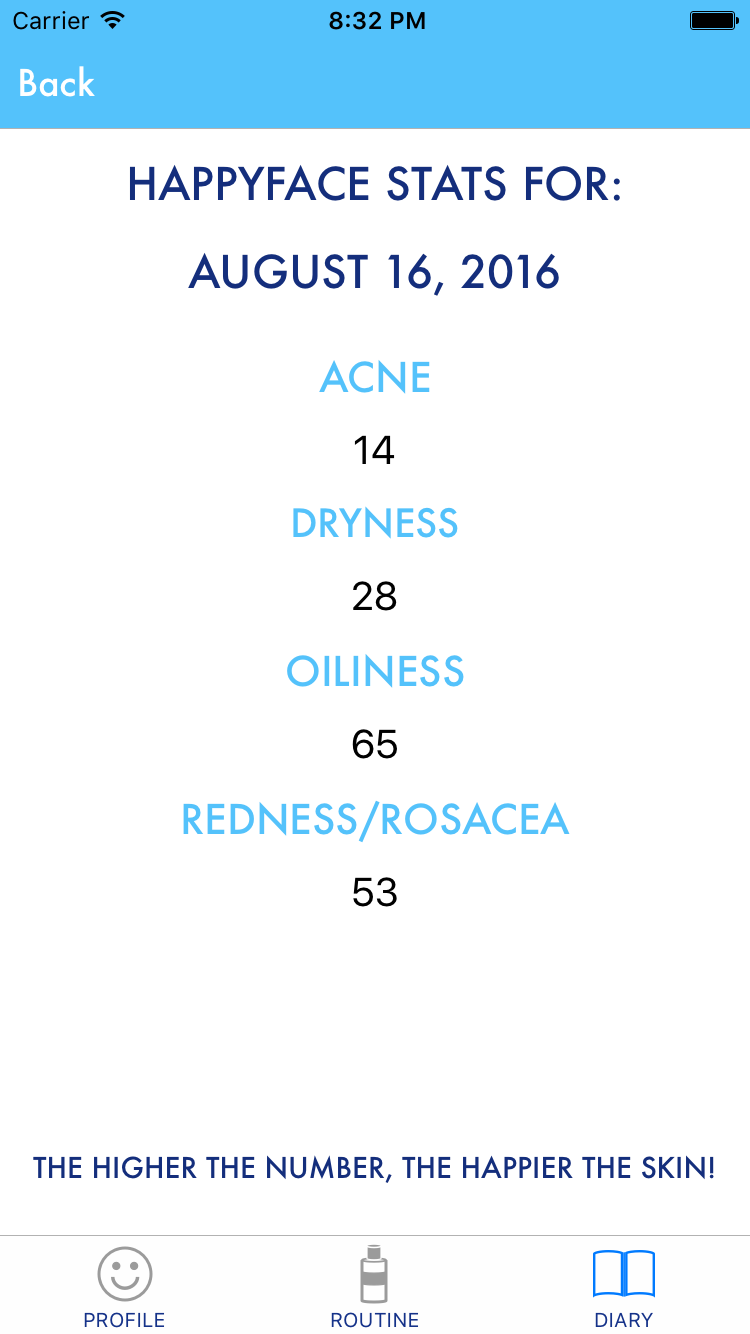 Carrier 8:32 PM
Back
HAPPYFACE STATS FOR:
AUGUST 16, 2016
ACNE
14
DRYNESS
28
OILINESS
65
REDNESS/ROSACEA
53
THE HIGHER THE NUMBER, THE HAPPIER THE SKIN!
PROFILE ROUTINE DIARY